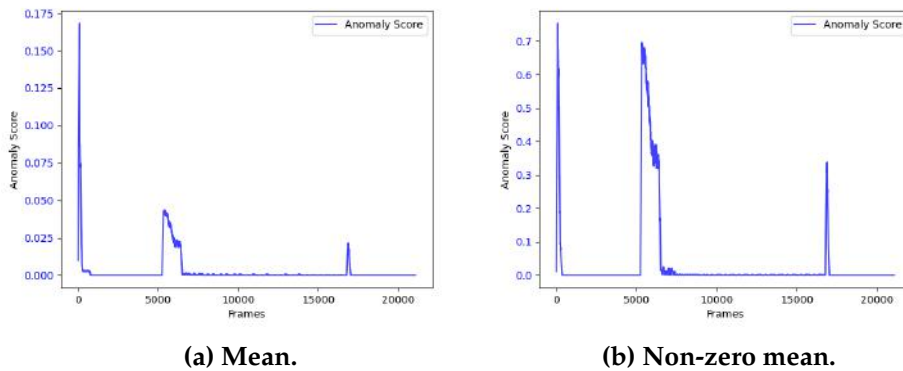 0.175
0.150
0.125
0.100
0.075
0.050
0.025
0.000
Anomaly Score
Anomaly Score
0 5000 10000 15000 20000
Frames
(a) Mean.
0.7
0.6
0.5
0.4
0.3
0.2
0.1
0.0
Anomaly Score
Anomaly Score
0 5000 10000 15000 20000
Frames
(b) Non-zero mean.